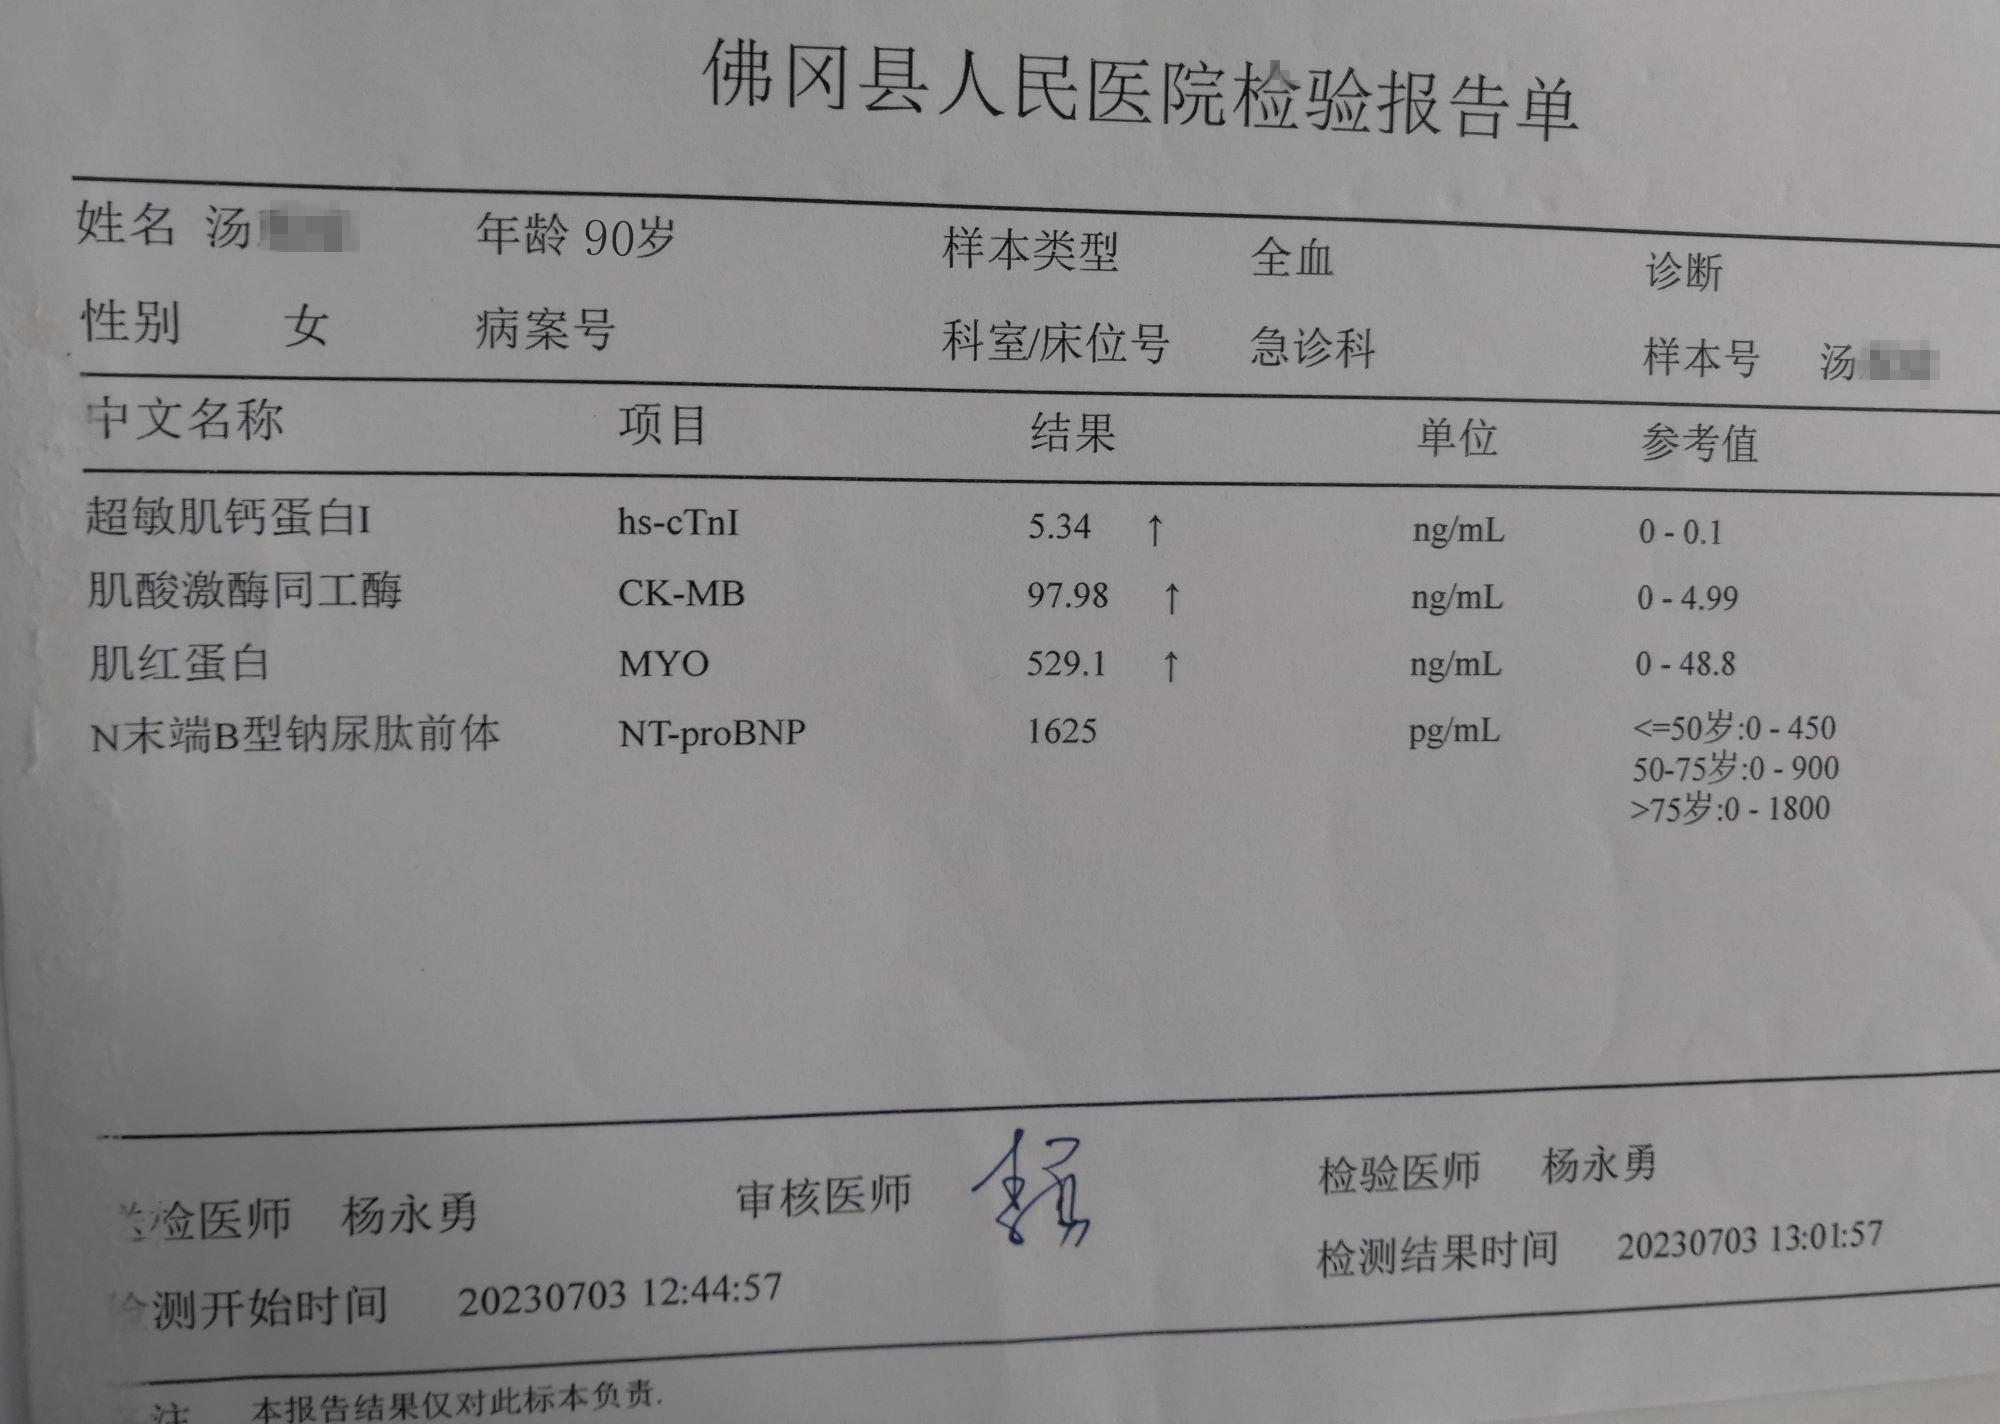 佛冈县人民医院检验报告单
姓名 汤 年龄 90岁 样本类型 全血 诊断
性别 女 病案号 科室/床位号 急诊科 样本号 汤
中文名称 项目 结果 单位 参考值
超敏肌钙蛋白I hs-cTnI 5.34 ↑ ng/mL 0 - 0.1
肌酸激酶同工酶 CK-MB 97.98 ↑ ng/mL 0 - 4.99
肌红蛋白 MYO 529.1 ↑ ng/mL 0 - 48.8
N末端B型钠尿肽前体 NT-proBNP 1625 pg/mL <=50岁:0 - 450
50-75岁:0 - 900
>75岁:0 - 1800
送检医师 杨永勇 审核医师 检验医师 杨永勇
检测开始时间 20230703 12:44:57 检测结果时间 20230703 13:01:57
注 本报告结果仅对此标本负责.